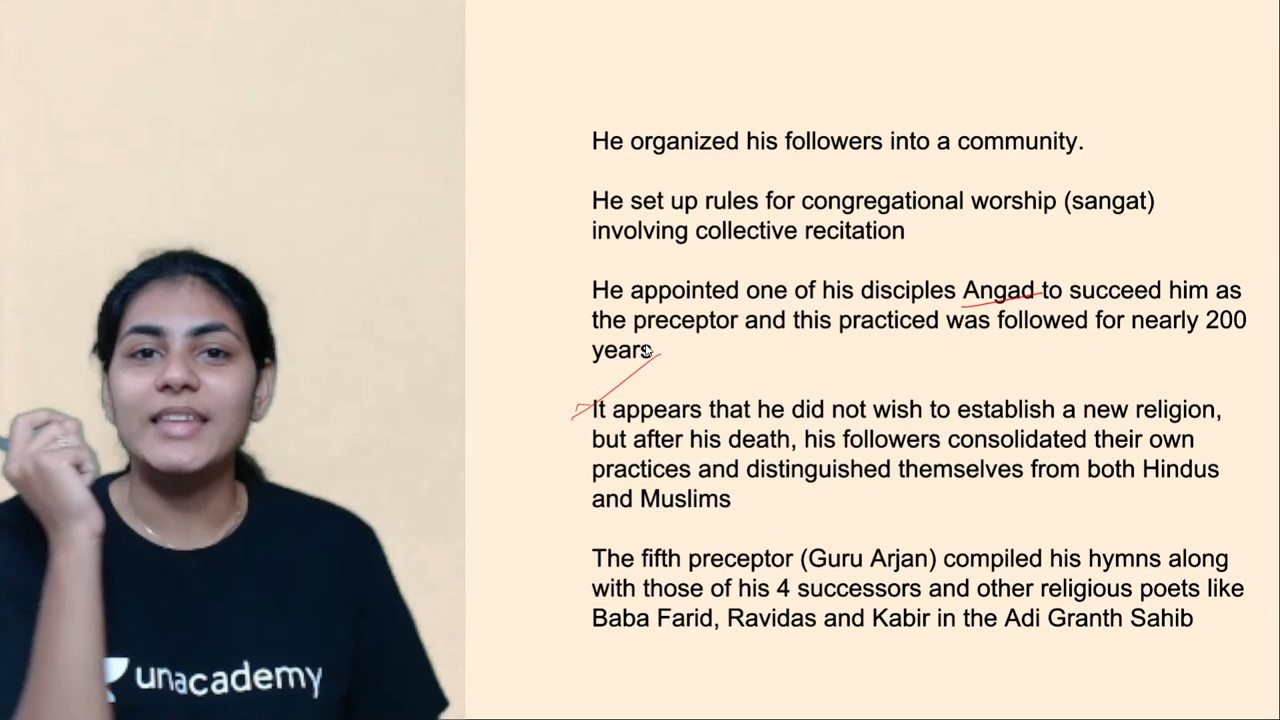 He organized his followers into a community.
He set up rules for congregational worship (sangat)
involving collective recitation
He appointed one of his disciples Angad to succeed him as
the preceptor and this practiced was followed for nearly 200
years
It appears that he did not wish to establish a new religion,
but after his death, his followers consolidated their own
practices and distinguished themselves from both Hindus
and Muslims
The fifth preceptor (Guru Arjan) compiled his hymns along
with those of his 4 successors and other religious poets like
Baba Farid, Ravidas and Kabir in the Adi Granth Sahib
unacademy